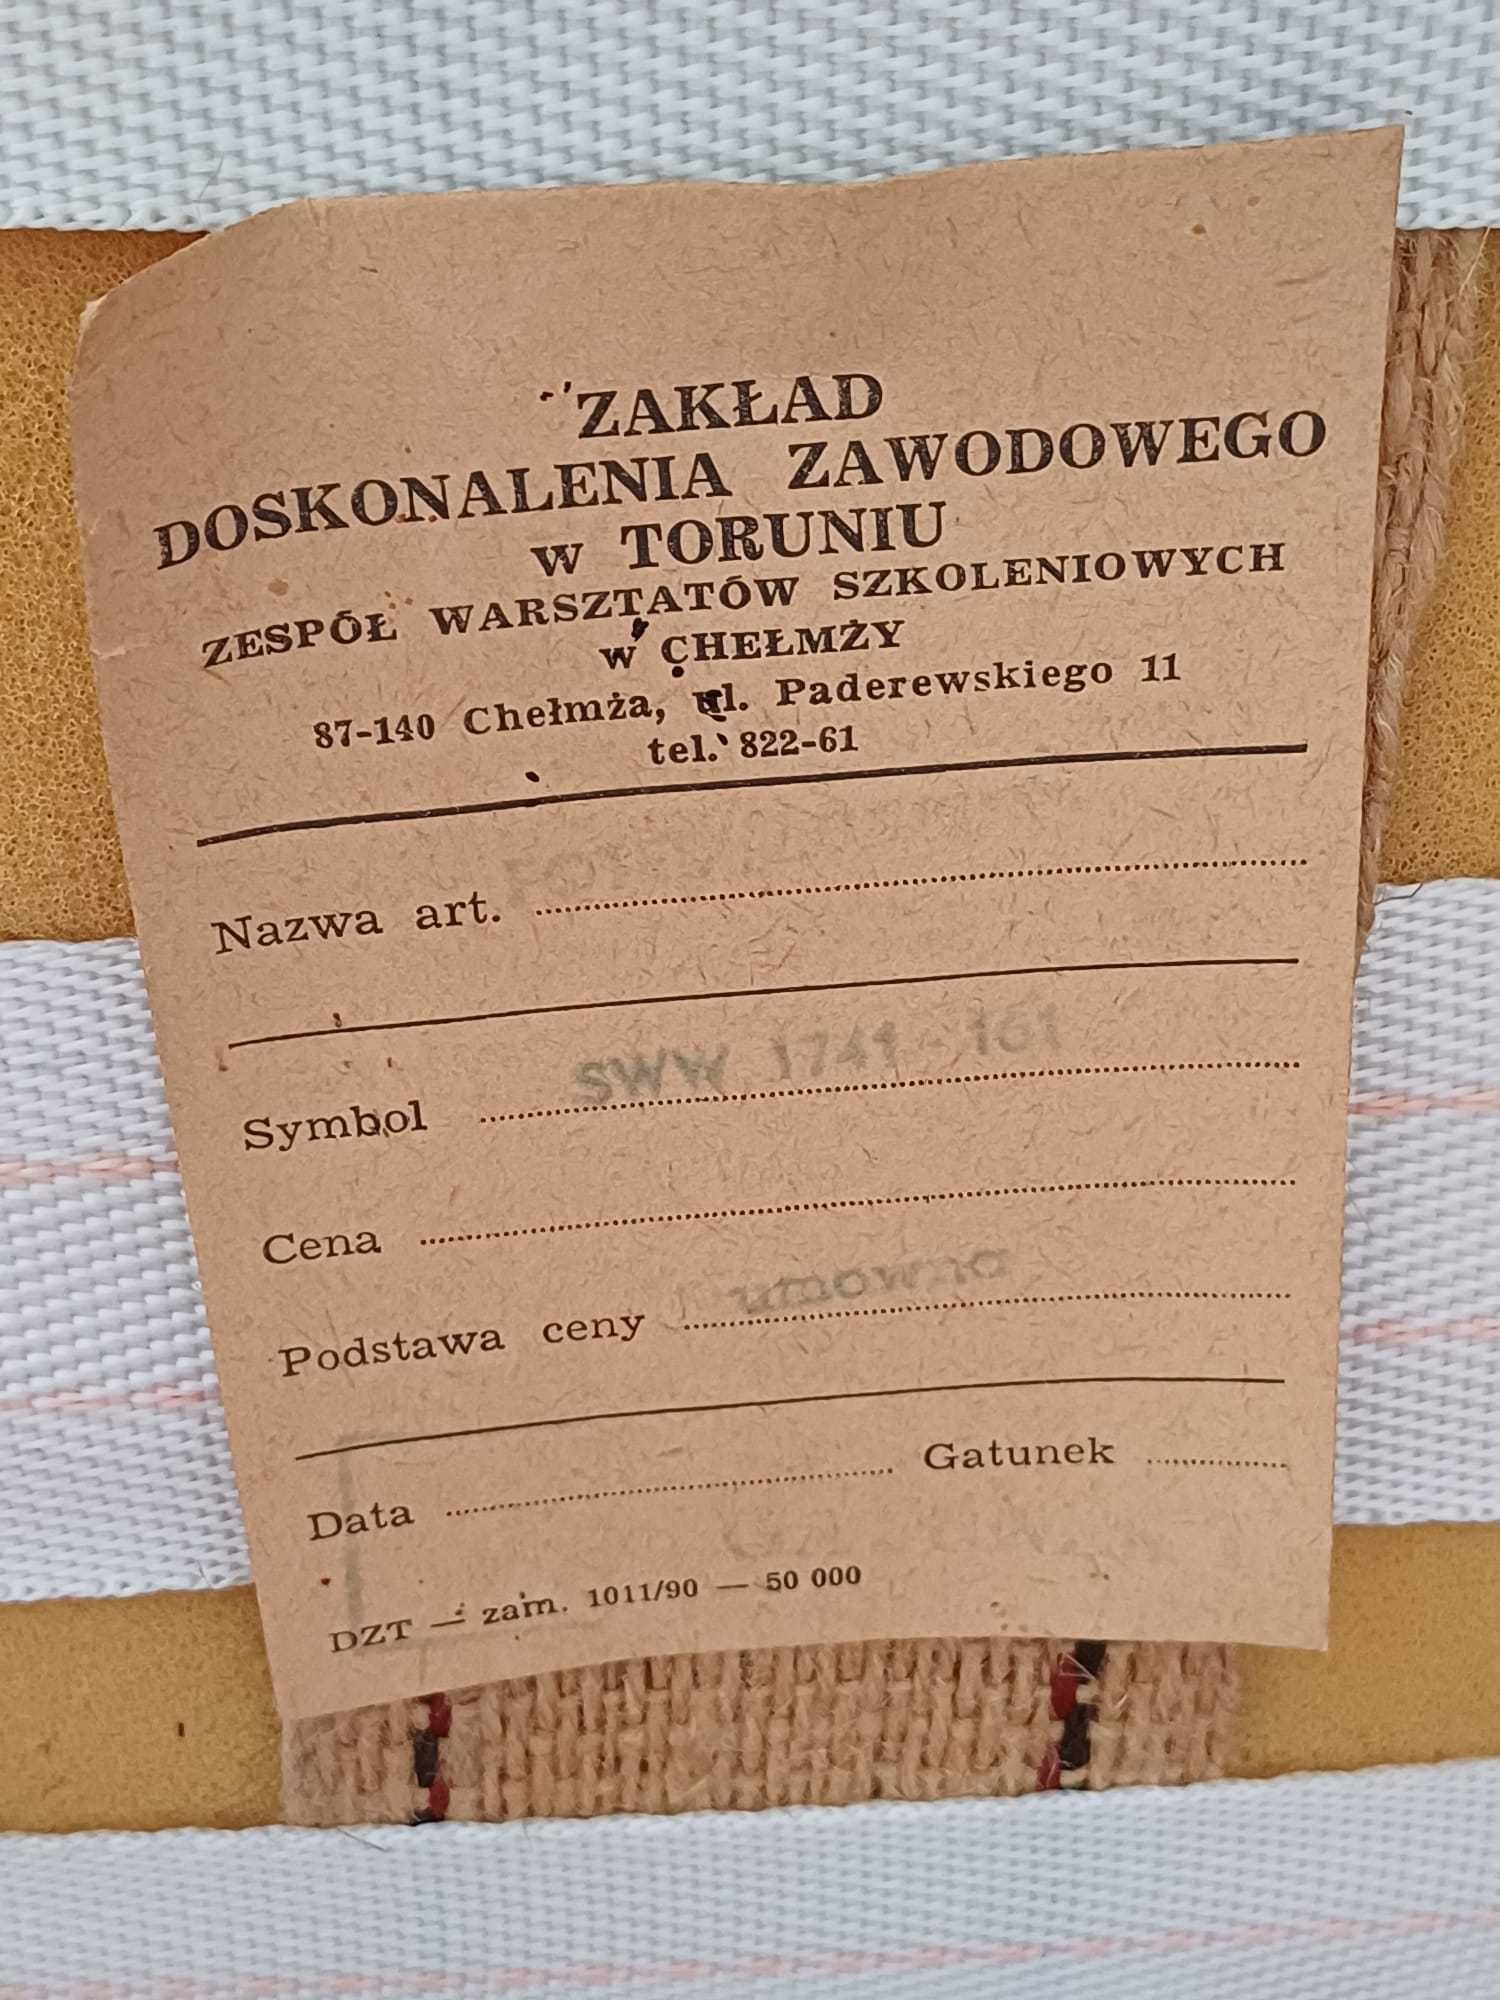 ZAKŁAD
DOSKONALENIA ZAWODOWEGO
w TORUNIU
ZESPÓŁ WARSZTATÓW SZKOLENIOWYCH
w CHEŁMŻY
87-140 Chełmża, ul. Paderewskiego 11
tel. 822-61
Nazwa art.
Symbol SWW 1741-161
Cena
Podstawa ceny umowna
Data Gatunek
DZT — zam. 1011/90 — 50 000